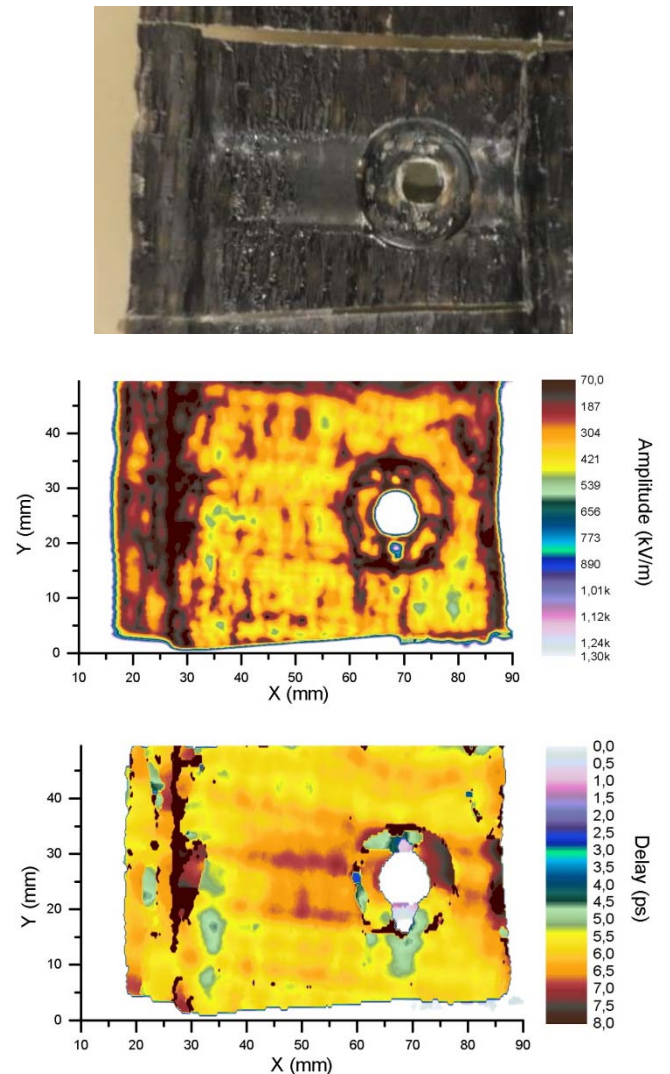 40
30
20
10
0
Y (mm)
10 20 30 40 50 60 70 80 90
X (mm)
70,0
187
304
421
539
656
773
890
1,01k
1,12k
1,24k
1,30k
Amplitude (kV/m)
40
30
20
10
0
Y (mm)
10 20 30 40 50 60 70 80 90
X (mm)
0,0
0,5
1,0
1,5
2,0
2,5
3,0
3,5
4,0
4,5
5,0
5,5
6,0
6,5
7,0
7,5
8,0
Delay (ps)